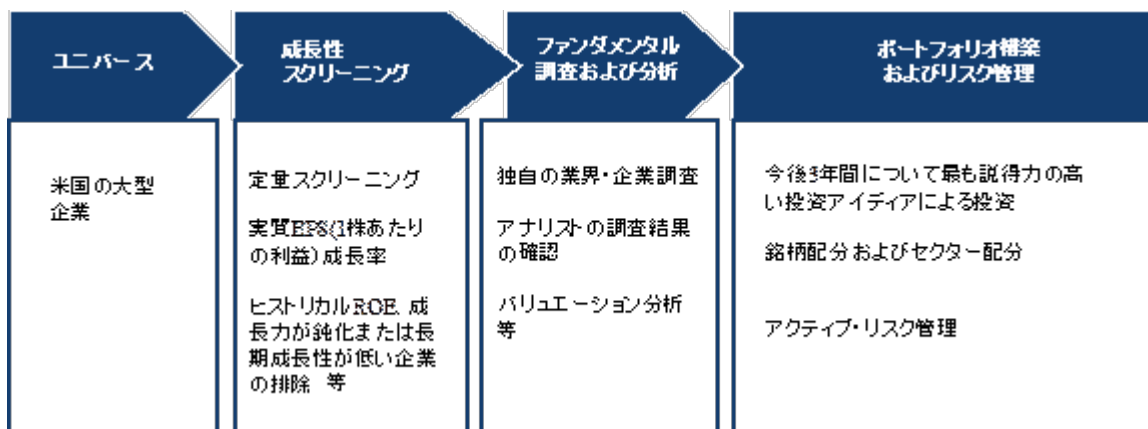 ユニバース
成長性
スクリーニング
ファンダメンタル
調査および分析
ポートフォリオ構築
およびリスク管理
米国の大型
企業
定量スクリーニング
実質EPS(1株あたり
の利益)成長率
ヒストリカルROE、成
長力が鈍化または長
期成長性が低い企業
の排除 等
独自の業界・企業調査
アナリストの調査結果
の確認
バリュエーション分析
等
今後3年間について最も説得力の高
い投資アイディアによる投資
銘柄配分およびセクター配分
アクティブ・リスク管理